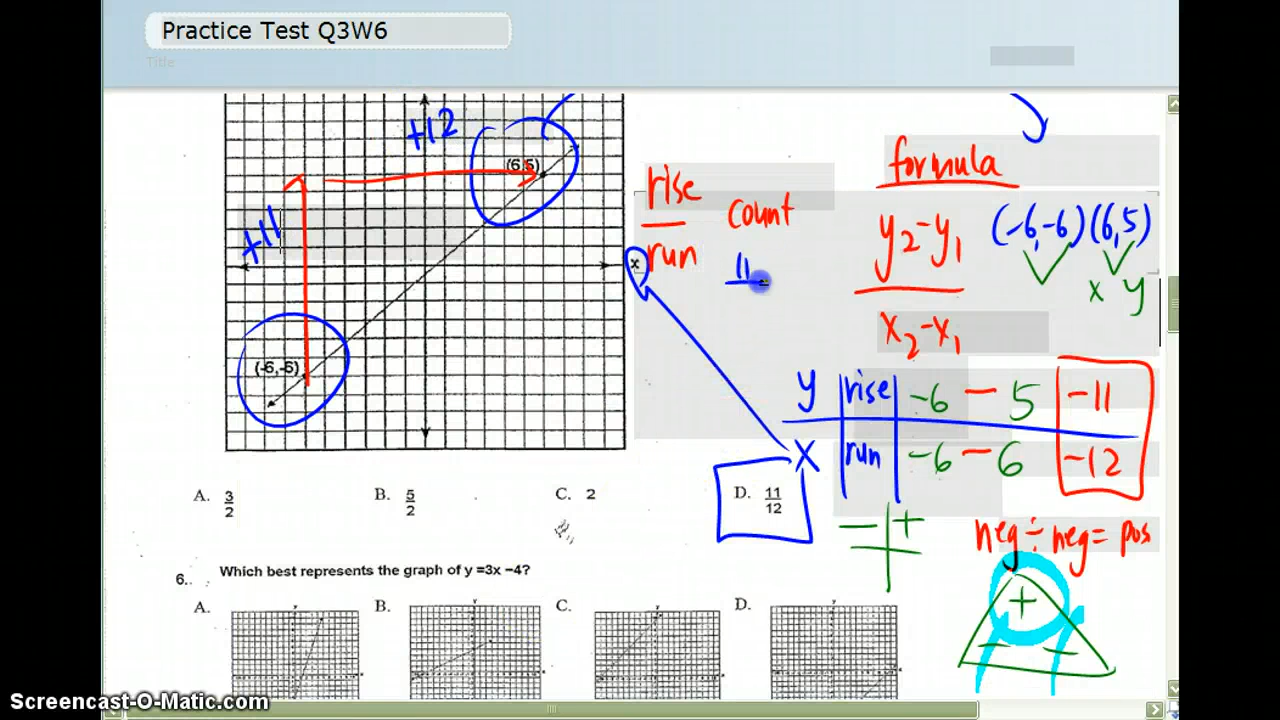 Practice Test Q3W6
Title
+12
(6,5)
+11
x
(-6,-6)
rise
run
count
11
formula
y2-y1
x2-x1
(-6,-6)(6,5)
x y
y rise -6 - 5 -11
x run -6 - 6 -12
A. 3/2
B. 5/2
C. 2
D. 11/12
- +
neg ÷ neg = pos
+
- -
6. Which best represents the graph of y =3x -4?
A.
B.
C.
D.
Screencast-O-Matic.com